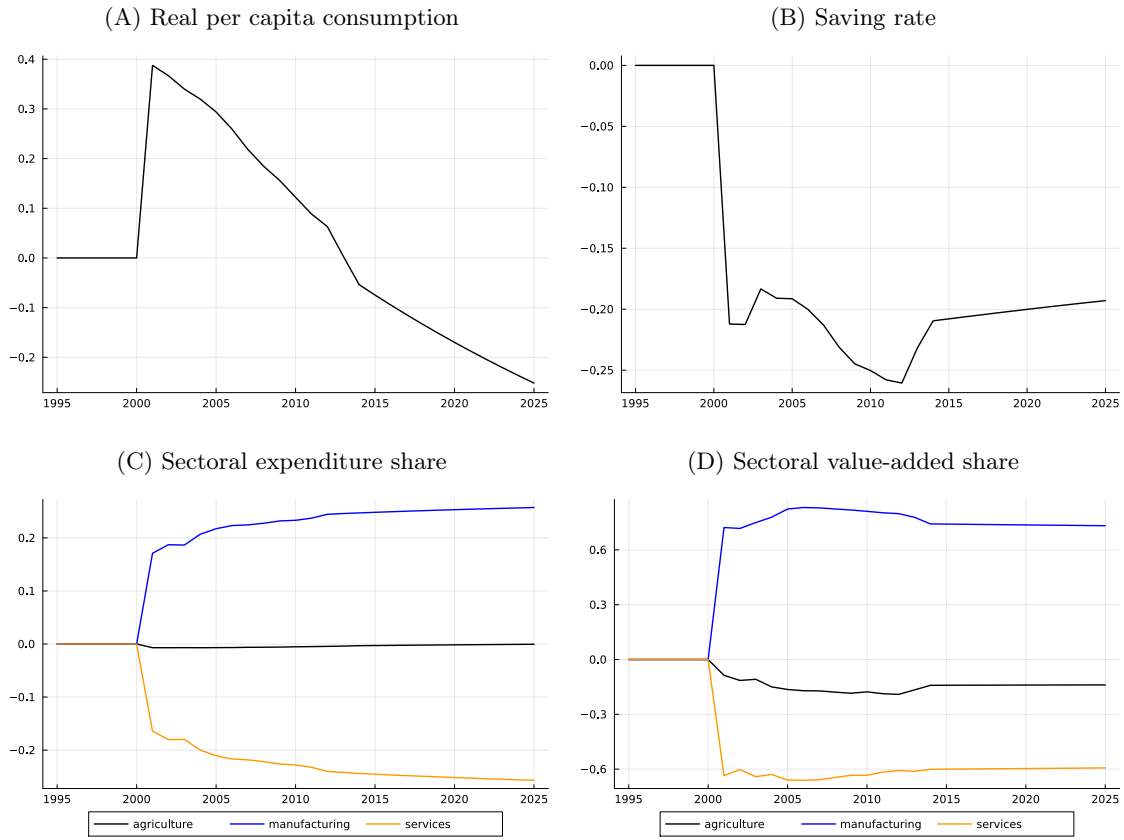 (A) Real per capita consumption
0.4
0.3
0.2
0.1
0.0
−0.1
−0.2
1995 2000 2005 2010 2015 2020 2025
(B) Saving rate
0.00
−0.05
−0.10
−0.15
−0.20
−0.25
1995 2000 2005 2010 2015 2020 2025
(C) Sectoral expenditure share
0.2
0.1
0.0
−0.1
−0.2
1995 2000 2005 2010 2015 2020 2025
agriculture manufacturing services
(D) Sectoral value-added share
0.6
0.3
0.0
−0.3
−0.6
1995 2000 2005 2010 2015 2020 2025
agriculture manufacturing services